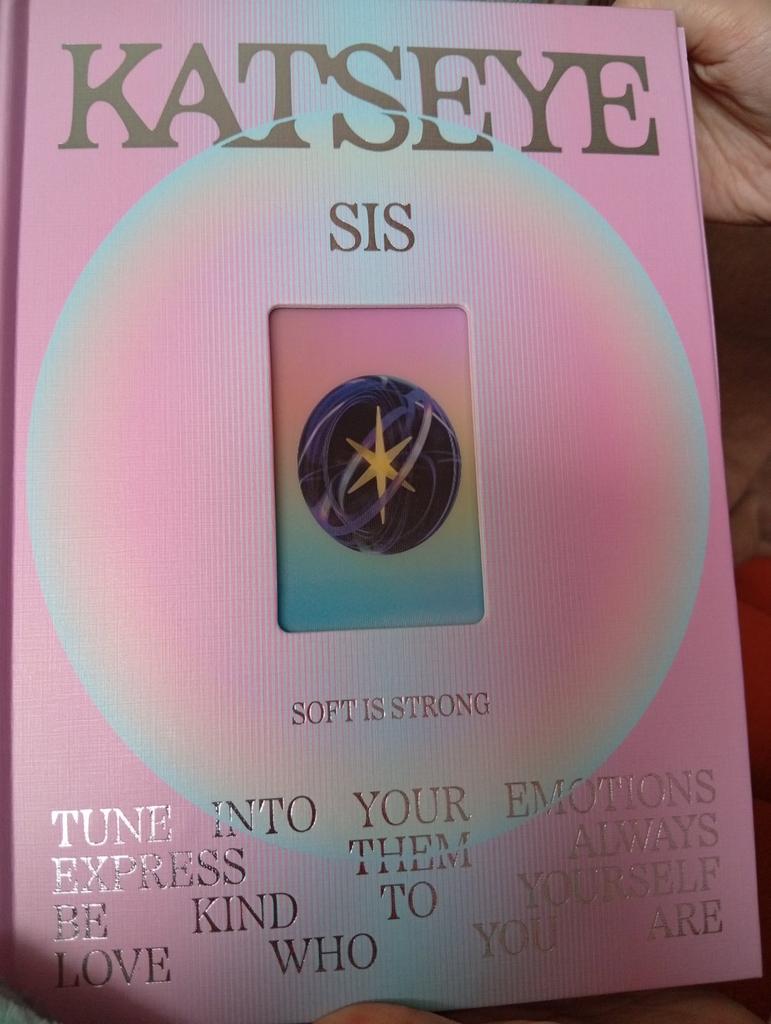 KATSEYE
SIS
SOFT IS STRONG
TUNE INTO YOUR EMOTIONS
EXPRESS THEM ALWAYS
BE KIND TO YOURSELF
LOVE WHO YOU ARE